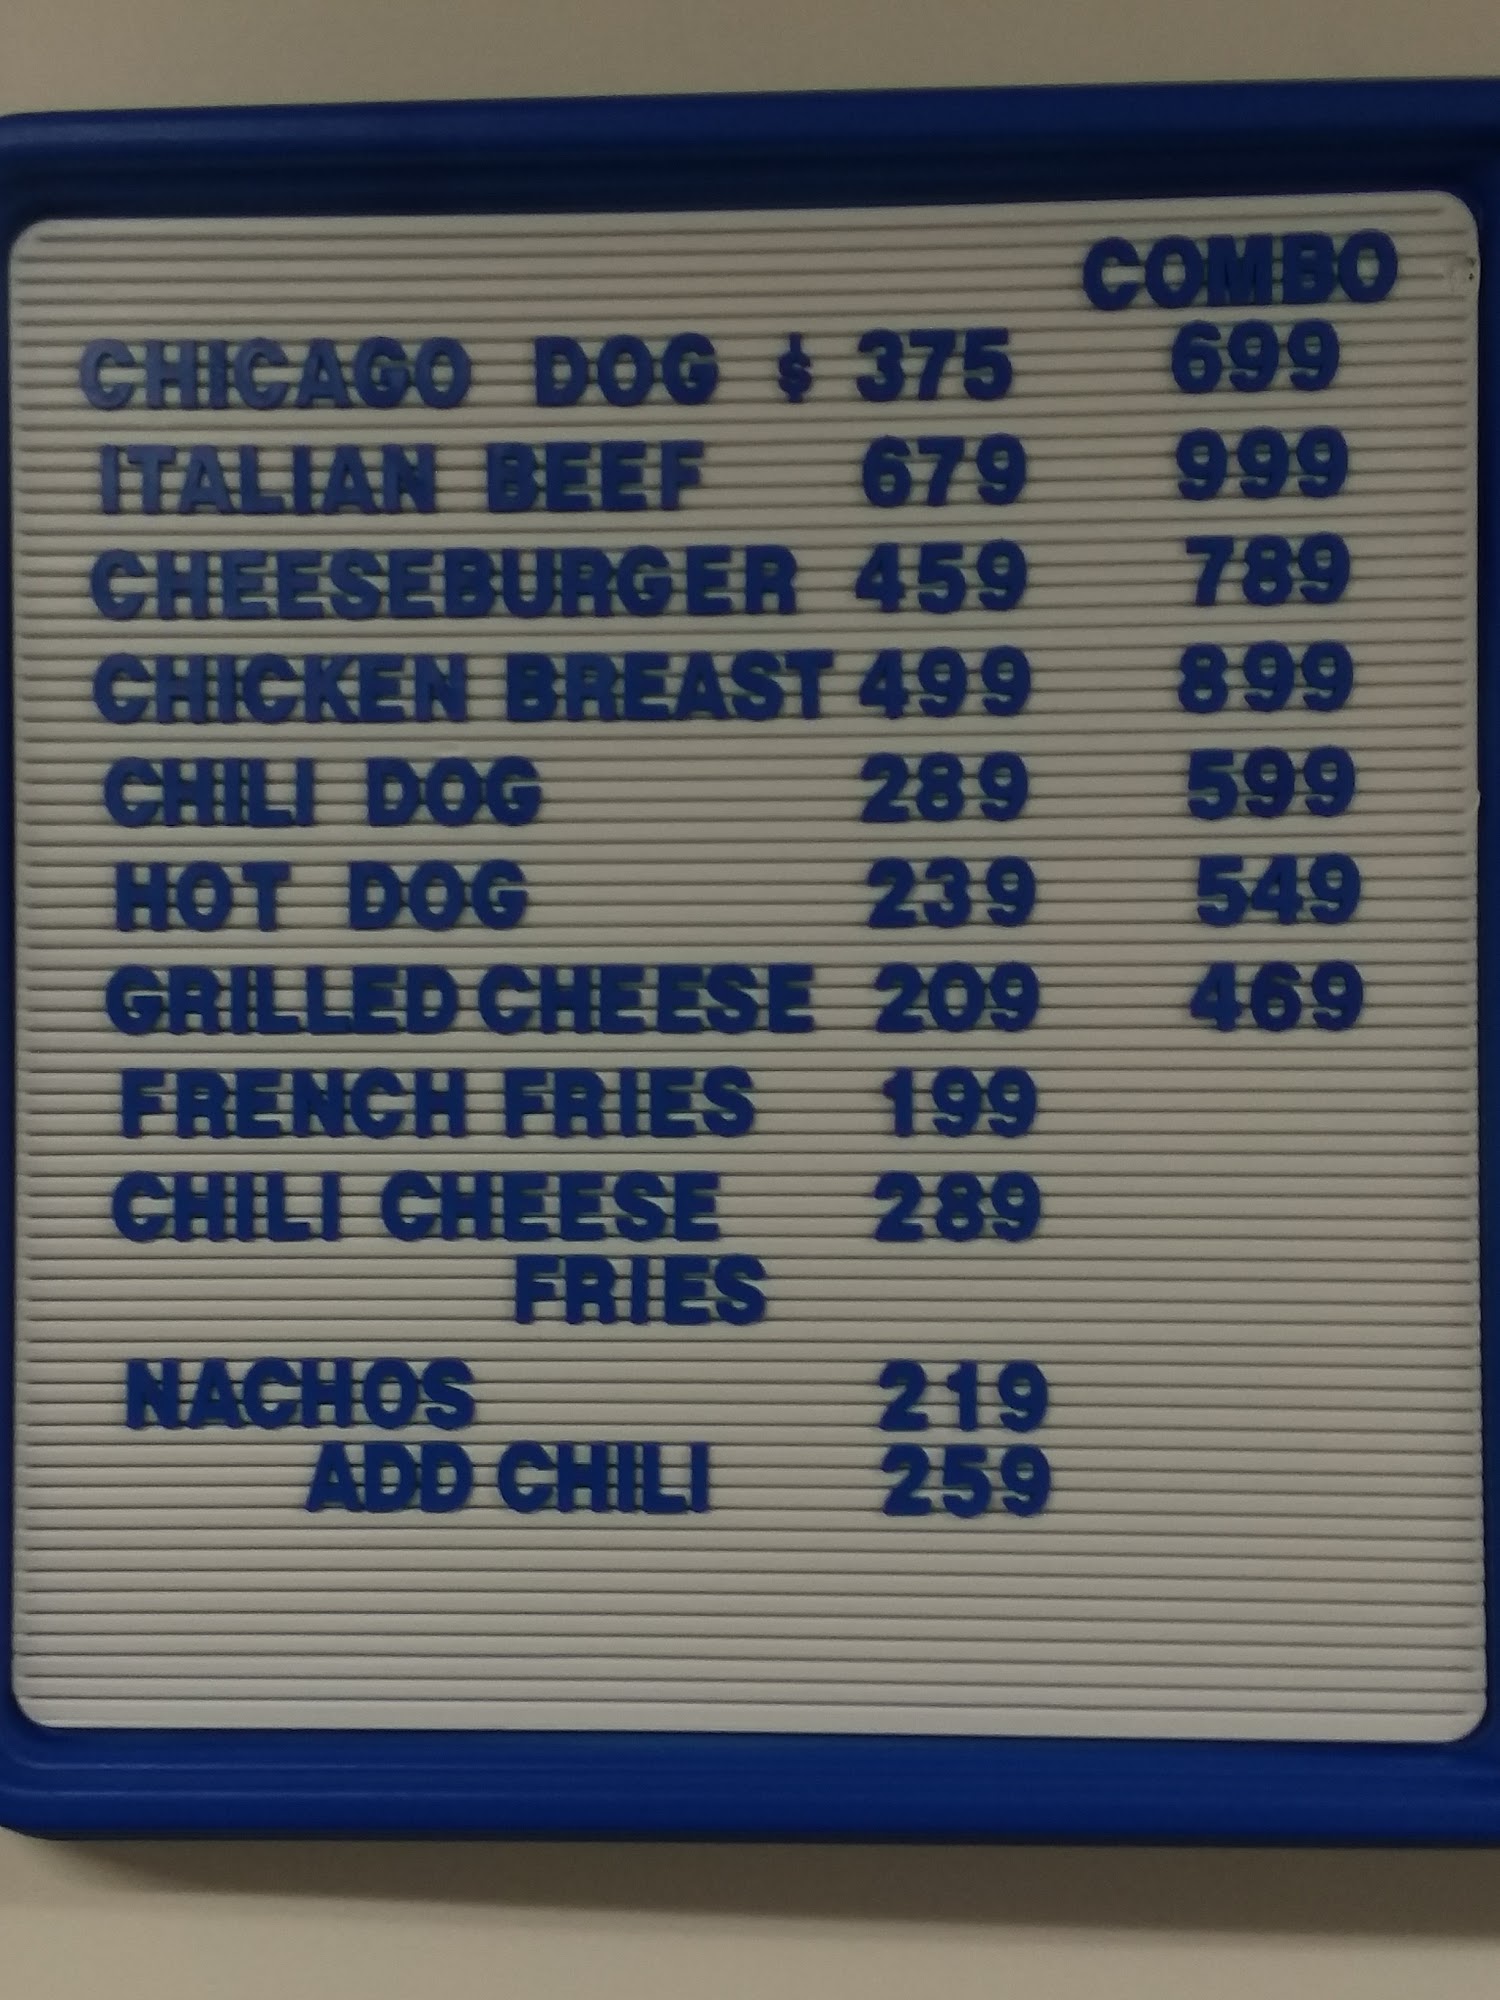 COMBO
CHICAGO DOG $ 375 699
ITALIAN BEEF 679 999
CHEESEBURGER 459 789
CHICKEN BREAST 499 899
CHILI DOG 289 599
HOT DOG 239 549
GRILLED CHEESE 209 469
FRENCH FRIES 199
CHILI CHEESE 289
FRIES
NACHOS 219
ADD CHILI 259